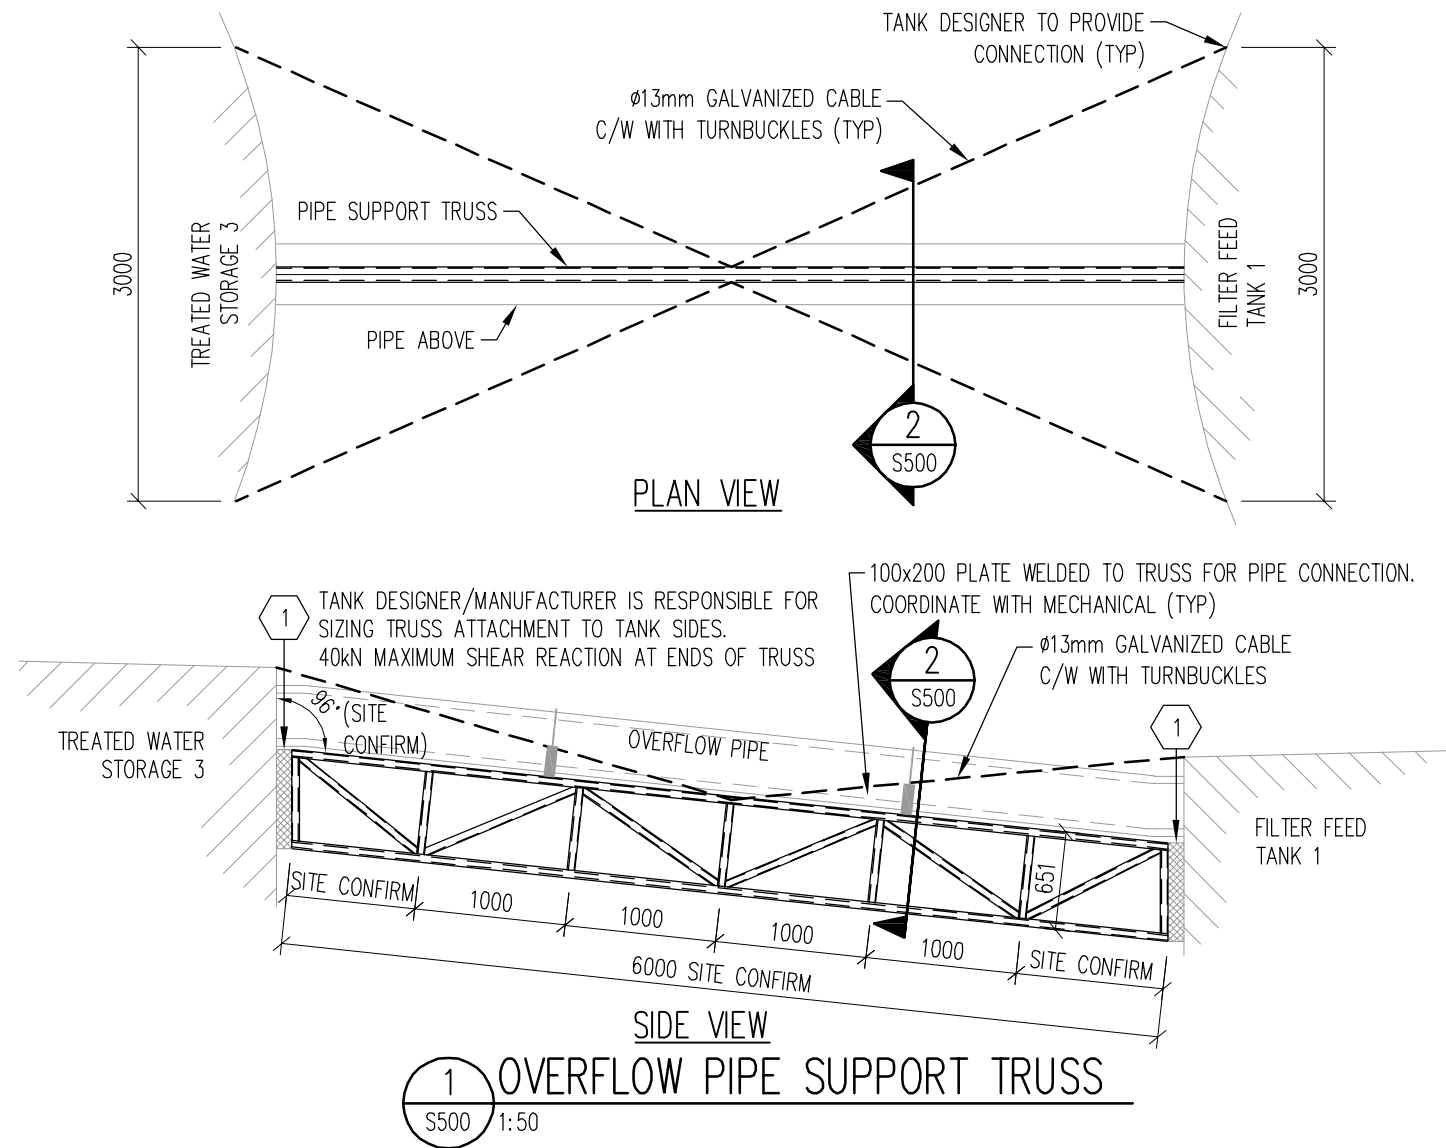 TANK DESIGNER TO PROVIDE
CONNECTION (TYP)
ø13mm GALVANIZED CABLE
C/W WITH TURNBUCKLES (TYP)
PIPE SUPPORT TRUSS
3000
TREATED WATER
STORAGE 3
FILTER FEED
TANK 1
3000
PIPE ABOVE
2
S500
PLAN VIEW
100x200 PLATE WELDED TO TRUSS FOR PIPE CONNECTION.
COORDINATE WITH MECHANICAL (TYP)
1
TANK DESIGNER/MANUFACTURER IS RESPONSIBLE FOR
SIZING TRUSS ATTACHMENT TO TANK SIDES.
40kN MAXIMUM SHEAR REACTION AT ENDS OF TRUSS
ø13mm GALVANIZED CABLE
C/W WITH TURNBUCKLES
2
S500
96° (SITE
CONFIRM)
1
TREATED WATER
STORAGE 3
OVERFLOW PIPE
FILTER FEED
TANK 1
651
SITE CONFIRM
1000
1000
1000
1000
SITE CONFIRM
6000 SITE CONFIRM
SIDE VIEW
1
S500
OVERFLOW PIPE SUPPORT TRUSS
1:50